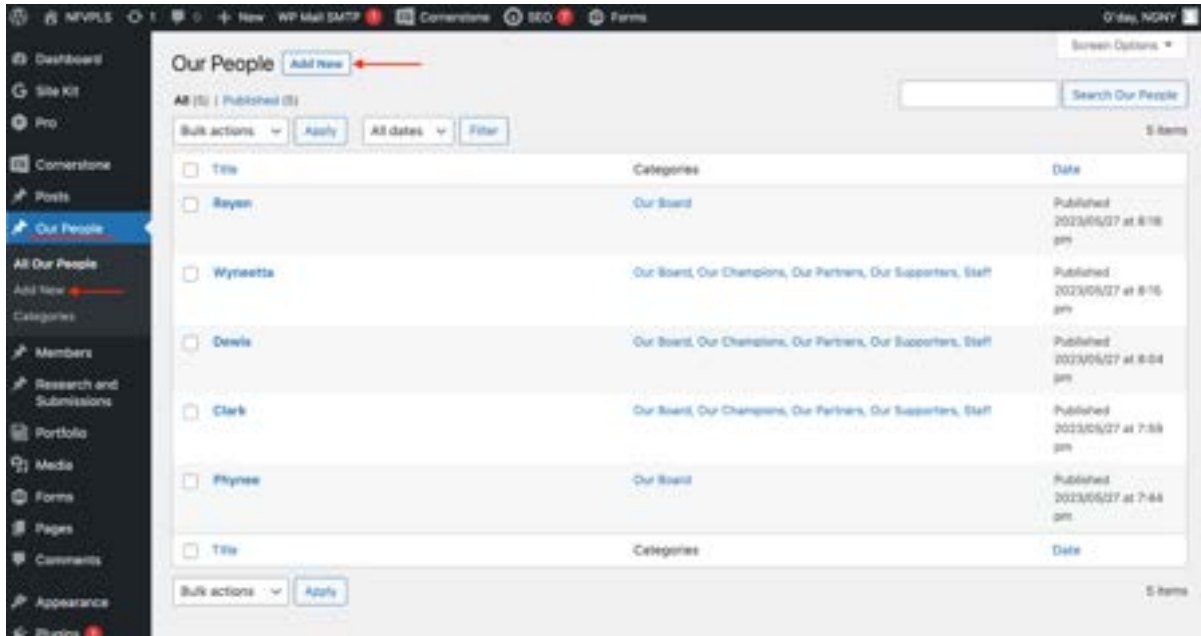 NFVPLS 1 0 + New WP Mail SMTP Cornerstone SEO Forms G'day, NGNY
Dashboard
Site Kit
Pro
Cornerstone
Posts
Our People
All Our People
Add New
Categories
Members
Research and
Submissions
Portfolio
Media
Forms
Pages
Comments
Appearance
Plugins
Screen Options
Our People Add New
All (5) | Published (5)
Search Our People
Bulk actions Apply All dates Filter 5 items
Title Categories Date
Rayen Our Board Published
2023/05/27 at 8:18
pm
Wyneetta Our Board, Our Champions, Our Partners, Our Supporters, Staff Published
2023/05/27 at 8:15
pm
Dewis Our Board, Our Champions, Our Partners, Our Supporters, Staff Published
2023/05/27 at 8:04
pm
Clark Our Board, Our Champions, Our Partners, Our Supporters, Staff Published
2023/05/27 at 7:59
pm
Phynee Our Board Published
2023/05/27 at 7:44
pm
Title Categories Date
Bulk actions Apply 5 items